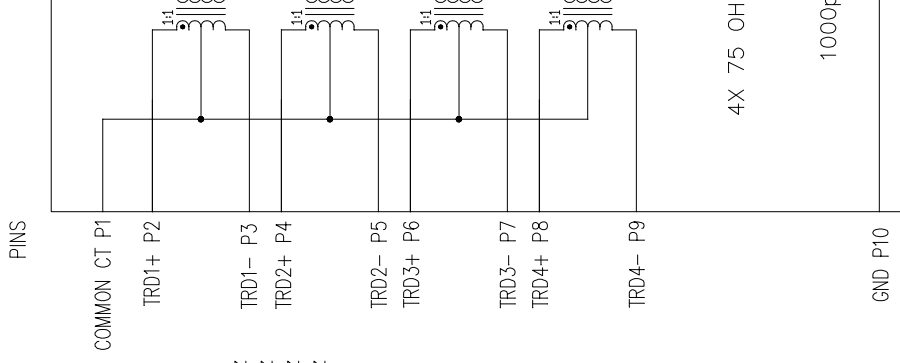 1:1
1:1
1:1
1:1
4X 75 OH
1000p
PINS
COMMON CT P1
TRD1+ P2
TRD1- P3
TRD2+ P4
TRD2- P5
TRD3+ P6
TRD3- P7
TRD4+ P8
TRD4- P9
GND P10